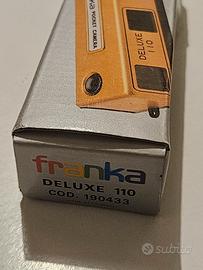 POCKET CAMERA
DELUXE
110
franka
DELUXE 110
COD. 190433
subito